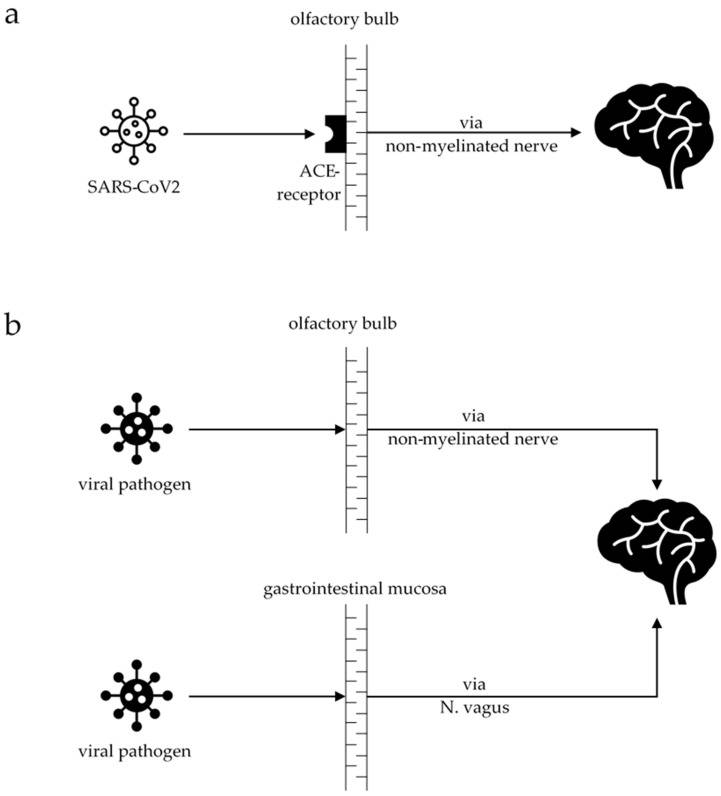 a
olfactory bulb
via
non-myelinated nerve
ACE-
receptor
SARS-CoV2
b
olfactory bulb
via
non-myelinated nerve
viral pathogen
gastrointestinal mucosa
via
N. vagus
viral pathogen